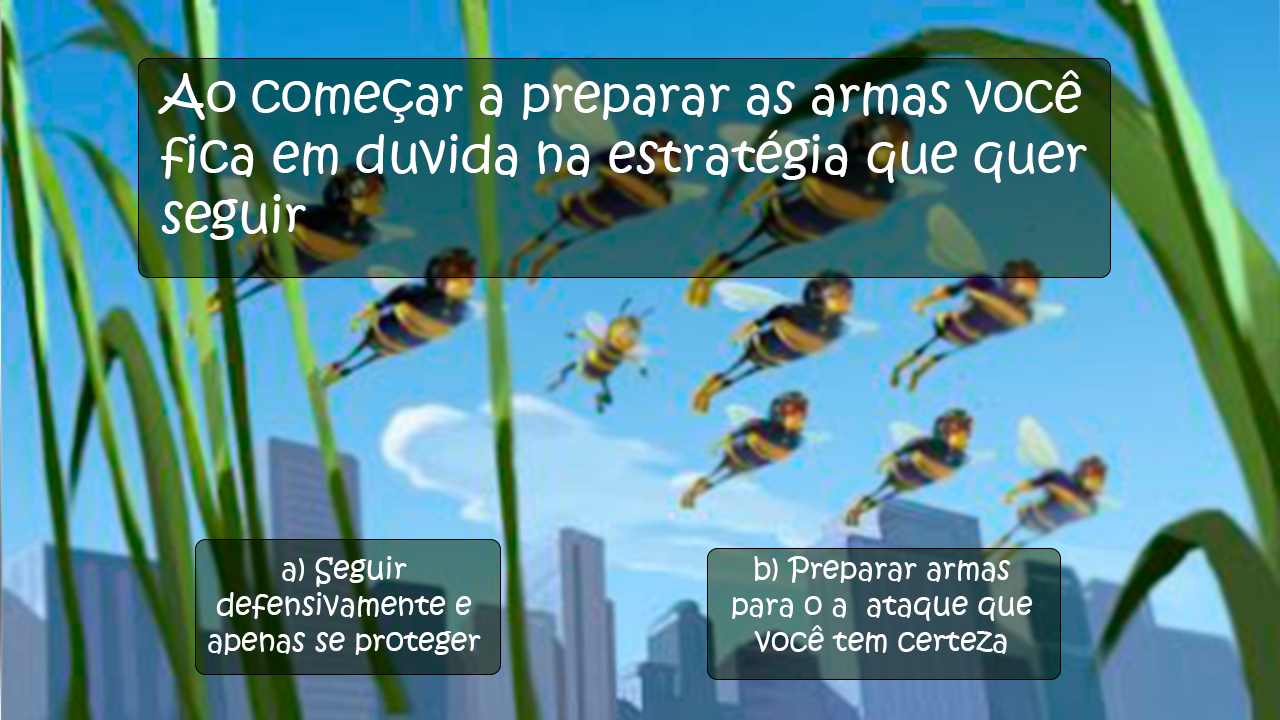 Ao começar a preparar as armas você
fica em duvida na estratégia que quer
seguir
a) Seguir
defensivamente e
apenas se proteger
b) Preparar armas
para o a  ataque que
você tem certeza